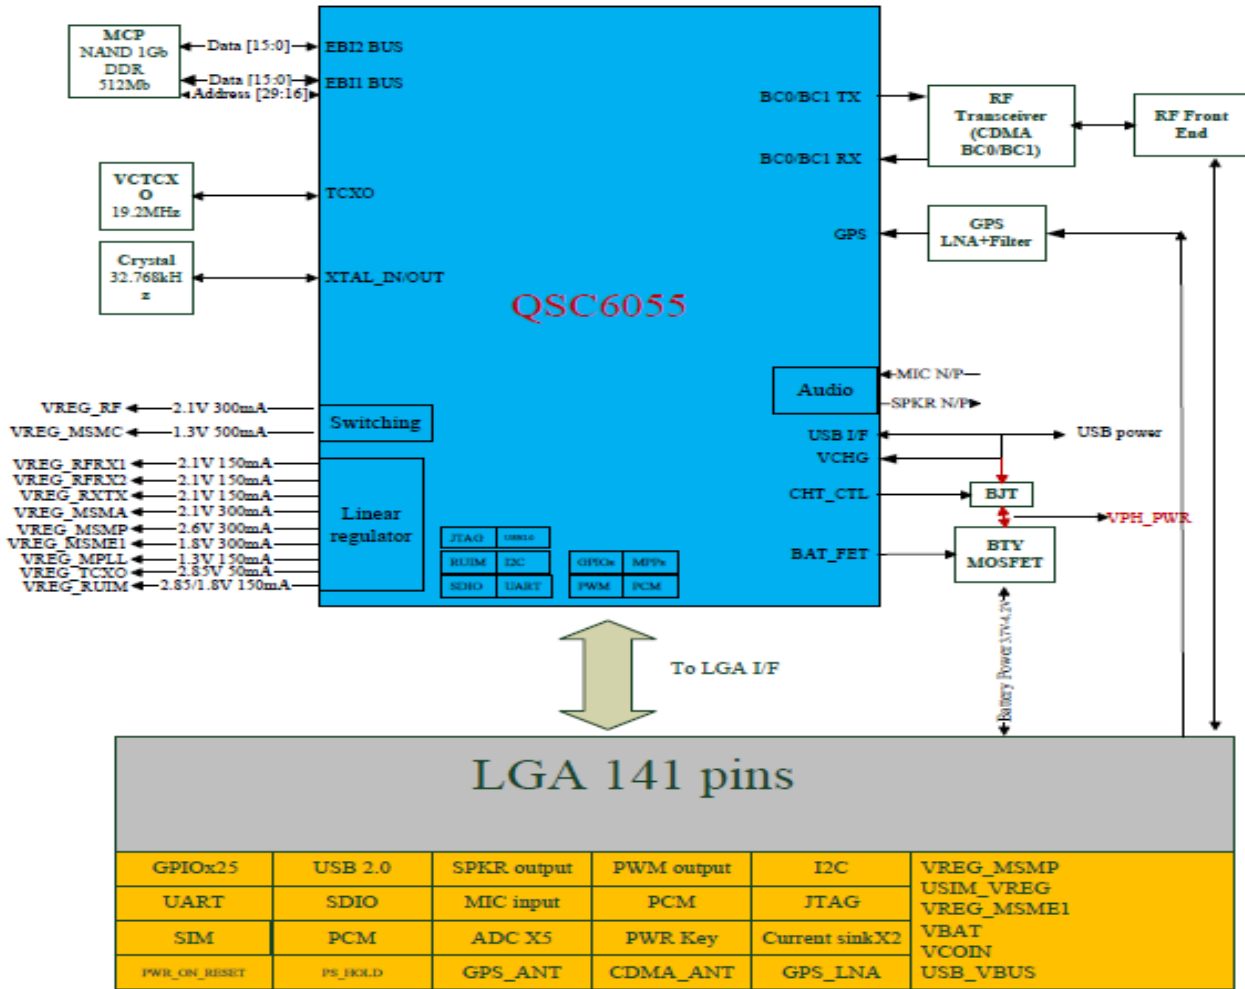 MCP
NAND 1Gb
DDR
512Mb
Data [15:0]
EBI2 BUS
Data [15:0]
EBI1 BUS
Address [29:16]
BC0/BC1 TX
RF
Transceiver
(CDMA
BC0/BC1)
RF Front
End
BC0/BC1 RX
VCTCX
O
19.2MHz
TCXO
GPS
GPS
LNA+Filter
Crystal
32.768kH
z
XTAL_IN/OUT
QSC6055
Audio
MIC N/P
SPKR N/P
VREG_RF
2.1V 300mA
Switching
VREG_MSMC
1.3V 500mA
USB I/F
USB power
VCHG
VREG_RFRX1
2.1V 150mA
VREG_RFRX2
2.1V 150mA
VREG_RXTX
2.1V 150mA
VREG_MSMA
2.1V 300mA
VREG_MSMP
2.6V 300mA
VREG_MSME1
1.8V 300mA
VREG_MPLL
1.3V 150mA
VREG_TCXO
2.85V 50mA
VREG_RUIM
2.85/1.8V 150mA
Linear
regulator
CHT_CTL
BJT
VPH_PWR
BAT_FET
BTY
MOSFET
JTAG
RUIM
I2C
SDIO
UART
GPIOs
MPPs
PWM
PCM
Battery Power 3.7V-4.2V
To LGA I/F
LGA 141 pins
GPIOx25
USB 2.0
SPKR output
PWM output
I2C
UART
SDIO
MIC input
PCM
JTAG
SIM
PCM
ADC X5
PWR Key
Current sinkX2
PWR_ON_RESET
PS_HOLD
GPS_ANT
CDMA_ANT
GPS_LNA
VREG_MSMP
USIM_VREG
VREG_MSME1
VBAT
VCOIN
USB_VBUS